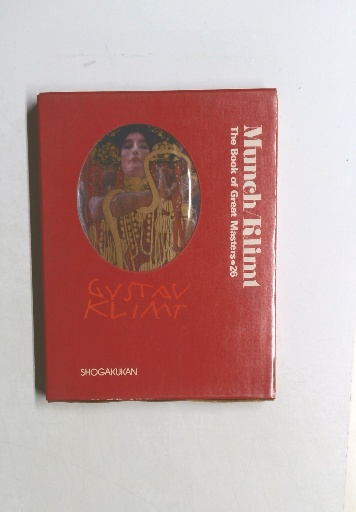 Munch/Klimt
The Book of Great Masters●26
GUSTAV
KLIMT
SHOGAKUKAN